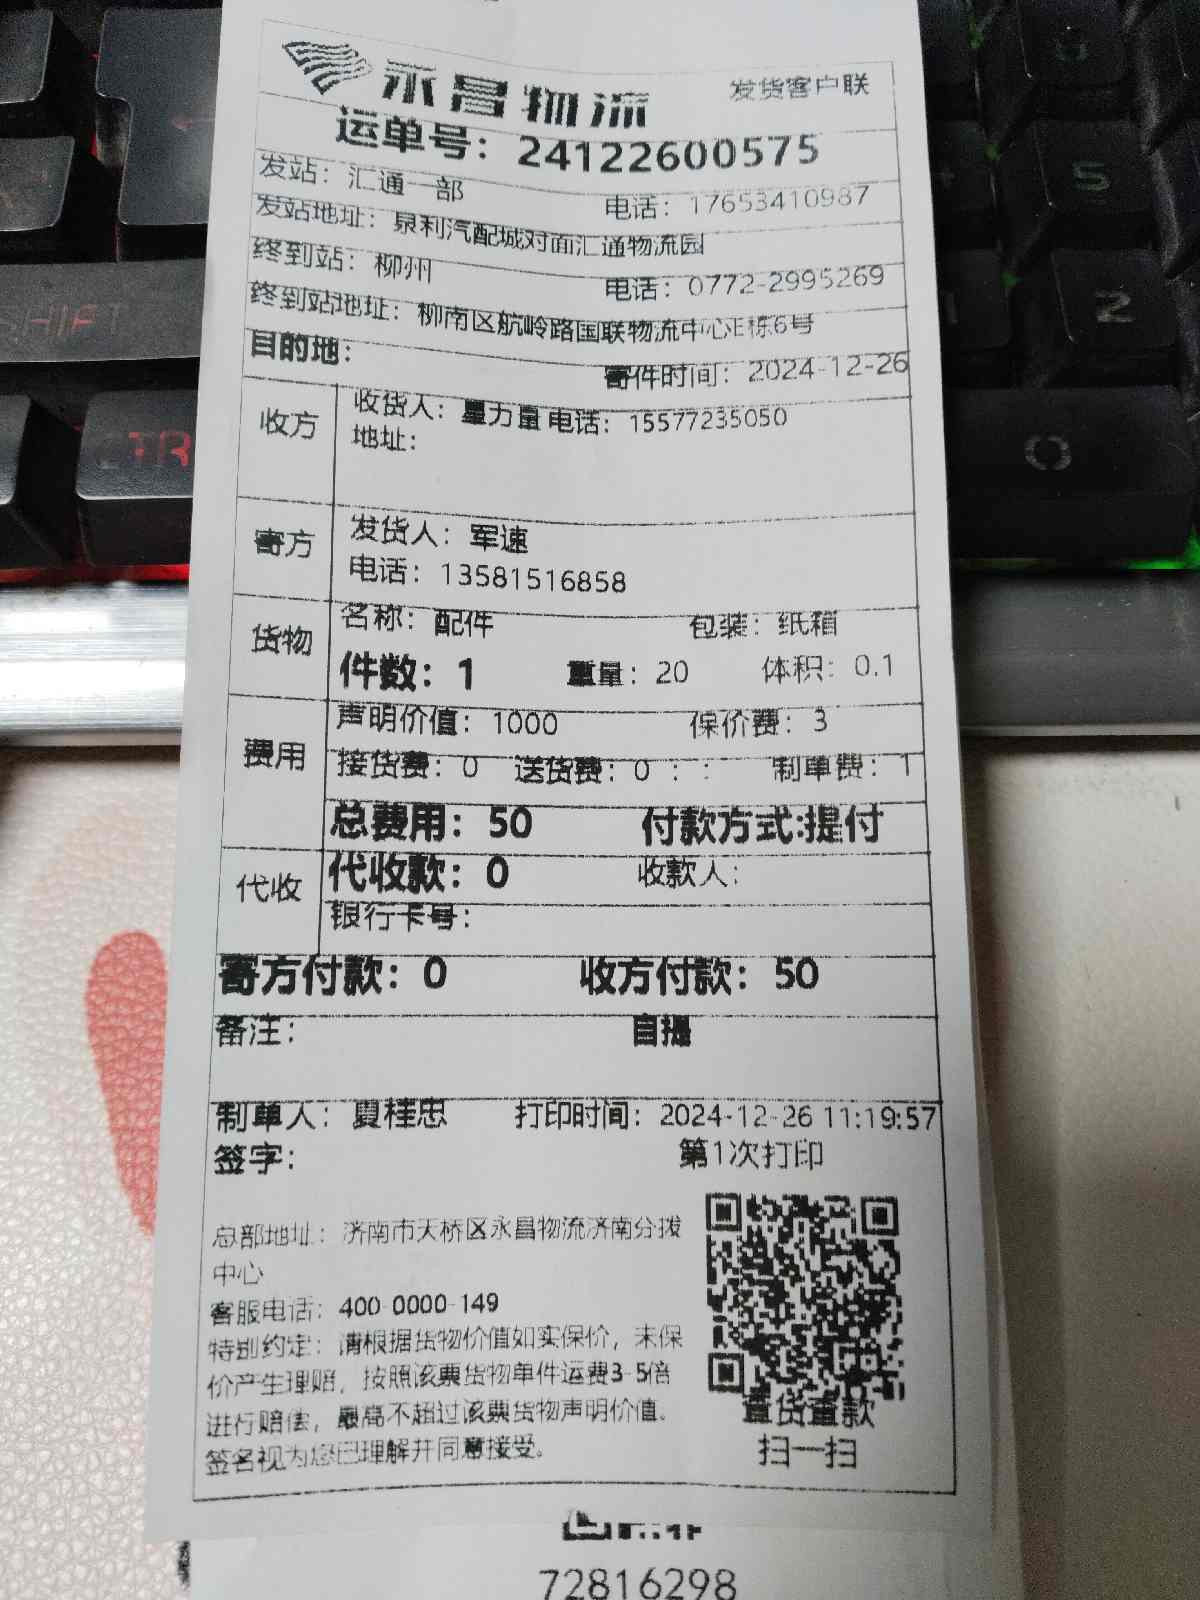 永昌物流
发货客户联
运单号：24122600575
发站：汇通一部 电话：17653410987
发站地址：泉利汽配城对面汇通物流园
终到站：柳州 电话：0772-2995269
终到站地址：柳南区航岭路国联物流中心E栋6号
目的地：
寄件时间：2024-12-26
收方 收货人：量力量 电话：15577235050
地址：
寄方 发货人：军速
电话：13581516858
货物 名称：配件 包装：纸箱
件数：1 重量：20 体积：0.1
费用 声明价值：1000 保价费：3
接货费：0 送货费：0 ： ： 制单费：1
总费用：50 付款方式:提付
代收 代收款：0 收款人：
银行卡号：
寄方付款：0 收方付款：50
备注： 自提
制单人：夏桂忠 打印时间：2024-12-26 11:19:57
签字： 第1次打印
总部地址：济南市天桥区永昌物流济南分拨
中心
客服电话：400-0000-149
特别约定：请根据货物价值如实保价，未保
价产生理赔，按照该票货物单件运费3-5倍
进行赔偿，最高不超过该票货物声明价值。
签名视为您已理解并同意接受。
查货查款
扫一扫
72816298
SHIFT
CTR
5
2
0